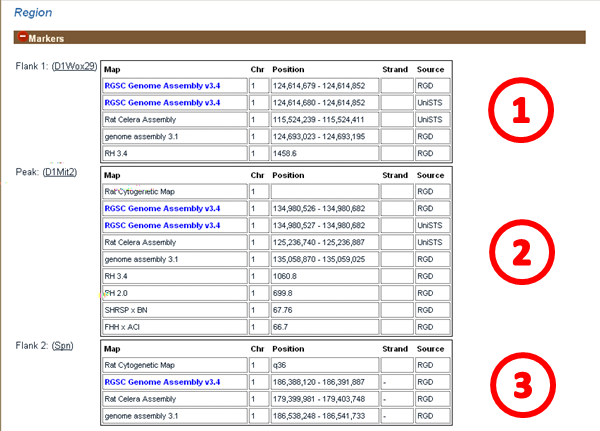 Region
Markers
Flank 1: (D1Wox29)
Map Chr Position Strand Source
RGSC Genome Assembly v3.4 1 124,614,679 - 124,614,852 RGD
RGSC Genome Assembly v3.4 1 124,614,680 - 124,614,852 UniSTS
Rat Celera Assembly 1 115,524,239 - 115,524,411 UniSTS
genome assembly 3.1 1 124,693,023 - 124,693,195 RGD
RH 3.4 1 1458.6 RGD
1
Peak: (D1Mit2)
Map Chr Position Strand Source
Rat Cytogenetic Map 1 RGD
RGSC Genome Assembly v3.4 1 134,980,526 - 134,980,682 RGD
RGSC Genome Assembly v3.4 1 134,980,527 - 134,980,682 UniSTS
Rat Celera Assembly 1 125,236,740 - 125,236,887 UniSTS
genome assembly 3.1 1 135,058,870 - 135,059,025 RGD
RH 3.4 1 1060.8 RGD
RH 2.0 1 699.8 RGD
SHRSP x BN 1 67.76 RGD
FHH x ACI 1 66.7 RGD
2
Flank 2: (Spn)
Map Chr Position Strand Source
Rat Cytogenetic Map 1 q36 RGD
RGSC Genome Assembly v3.4 1 186,388,120 - 186,391,887 - RGD
Rat Celera Assembly 1 179,399,981 - 179,403,748 - RGD
genome assembly 3.1 1 186,538,248 - 186,541,733 - RGD
3